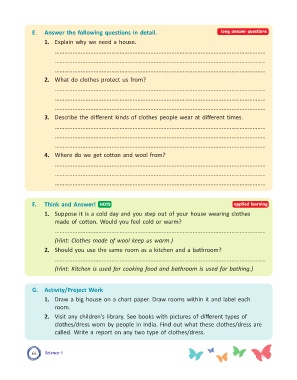 E. Answer the following questions in detail. long answer questions
1. Explain why we need a house.
2. What do clothes protect us from?
3. Describe the different kinds of clothes people wear at different times.
4. Where do we get cotton and wool from?
F. Think and Answer! HOTS applied learning
1. Suppose it is a cold day and you step out of your house wearing clothes
made of cotton. Would you feel cold or warm?
(Hint: Clothes made of wool keep us warm.)
2. Should you use the same room as a kitchen and a bathroom?
(Hint: Kitchen is used for cooking food and bathroom is used for bathing.)
G. Activity/Project Work
1. Draw a big house on a chart paper. Draw rooms within it and label each
room.
2. Visit any children's library. See books with pictures of different types of
clothes/dress worn by people in India. Find out what these clothes/dress are
called. Write a report on any two type of clothes/dress.
Science-1